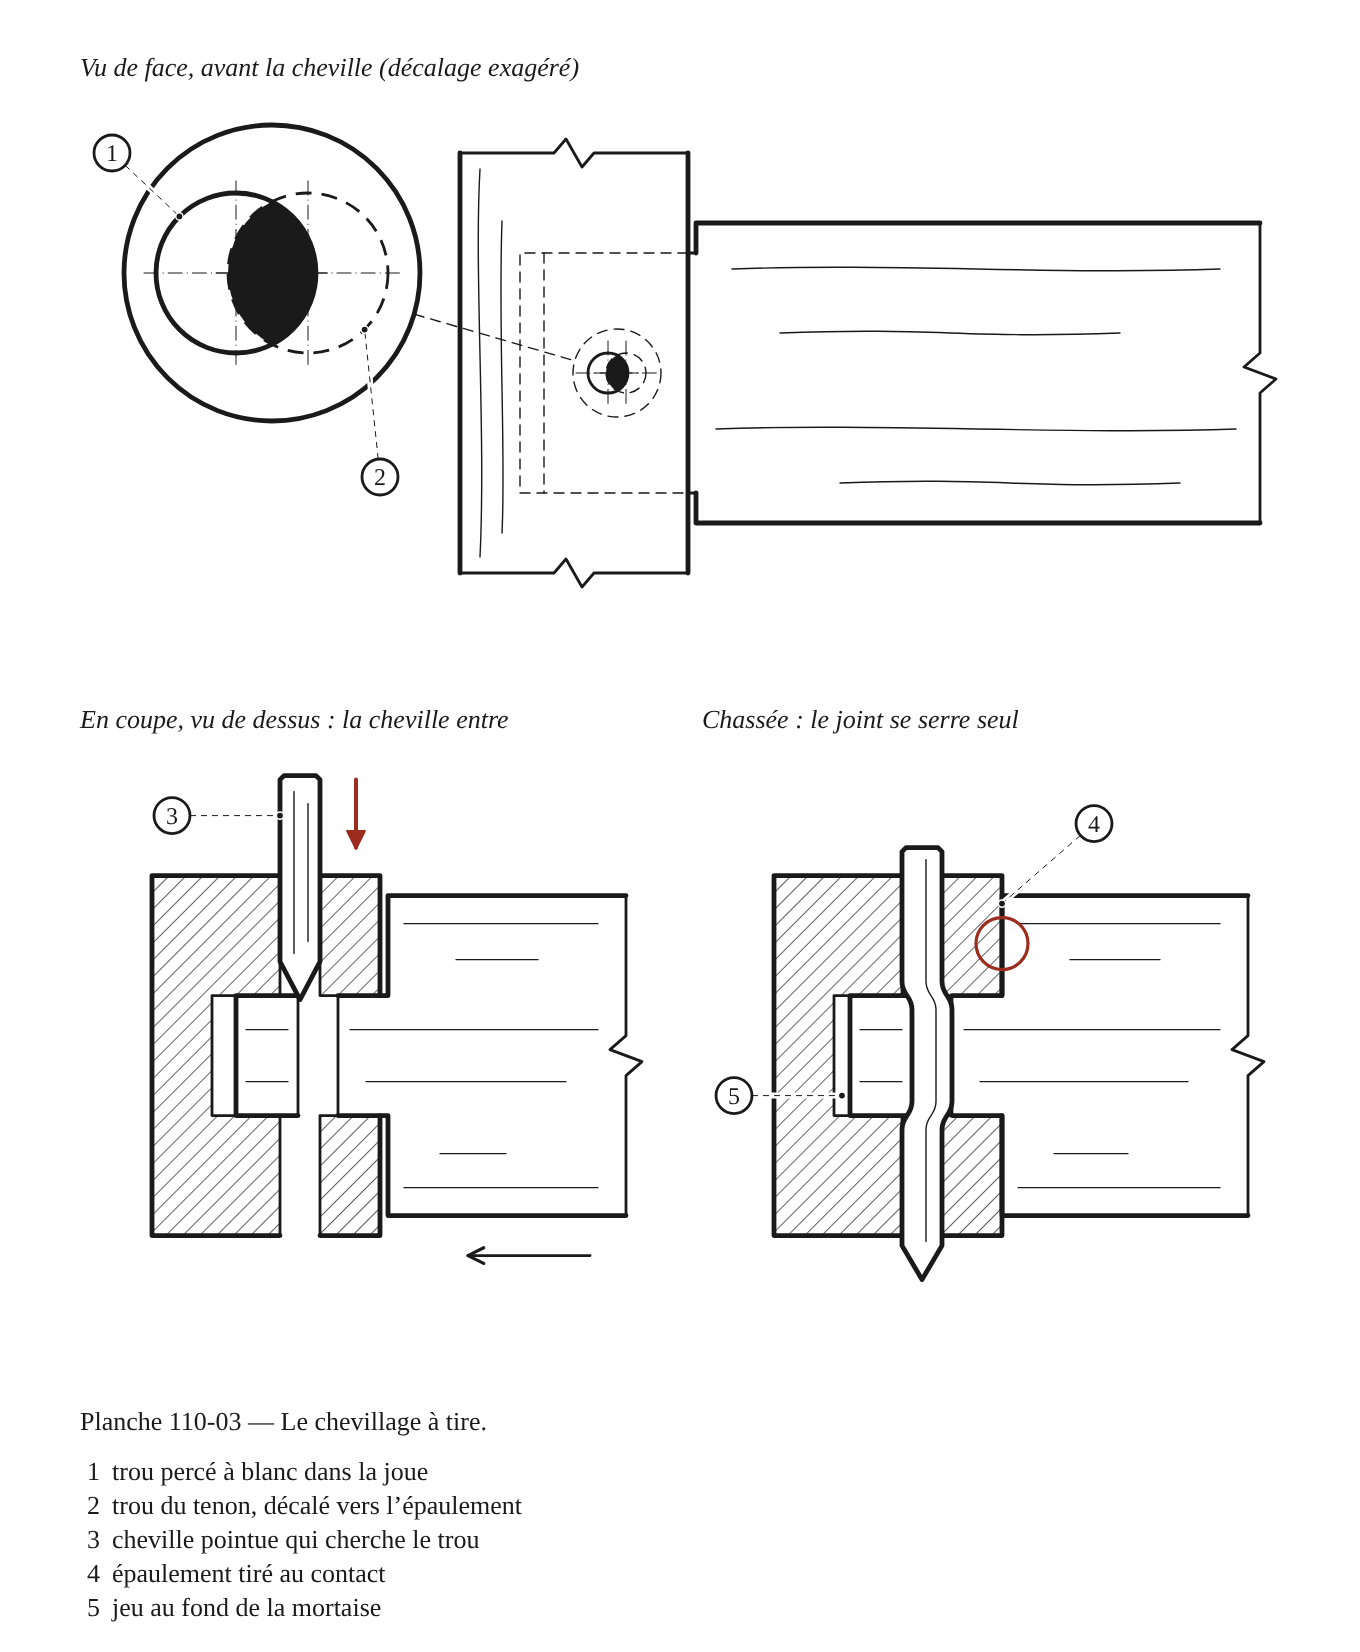 Vu de face, avant la cheville (décalage exagéré)
1
2
En coupe, vu de dessus : la cheville entre
Chassée : le joint se serre seul
3
4
5
Planche 110-03 — Le chevillage à tire.
1 trou percé à blanc dans la joue
2 trou du tenon, décalé vers l’épaulement
3 cheville pointue qui cherche le trou
4 épaulement tiré au contact
5 jeu au fond de la mortaise